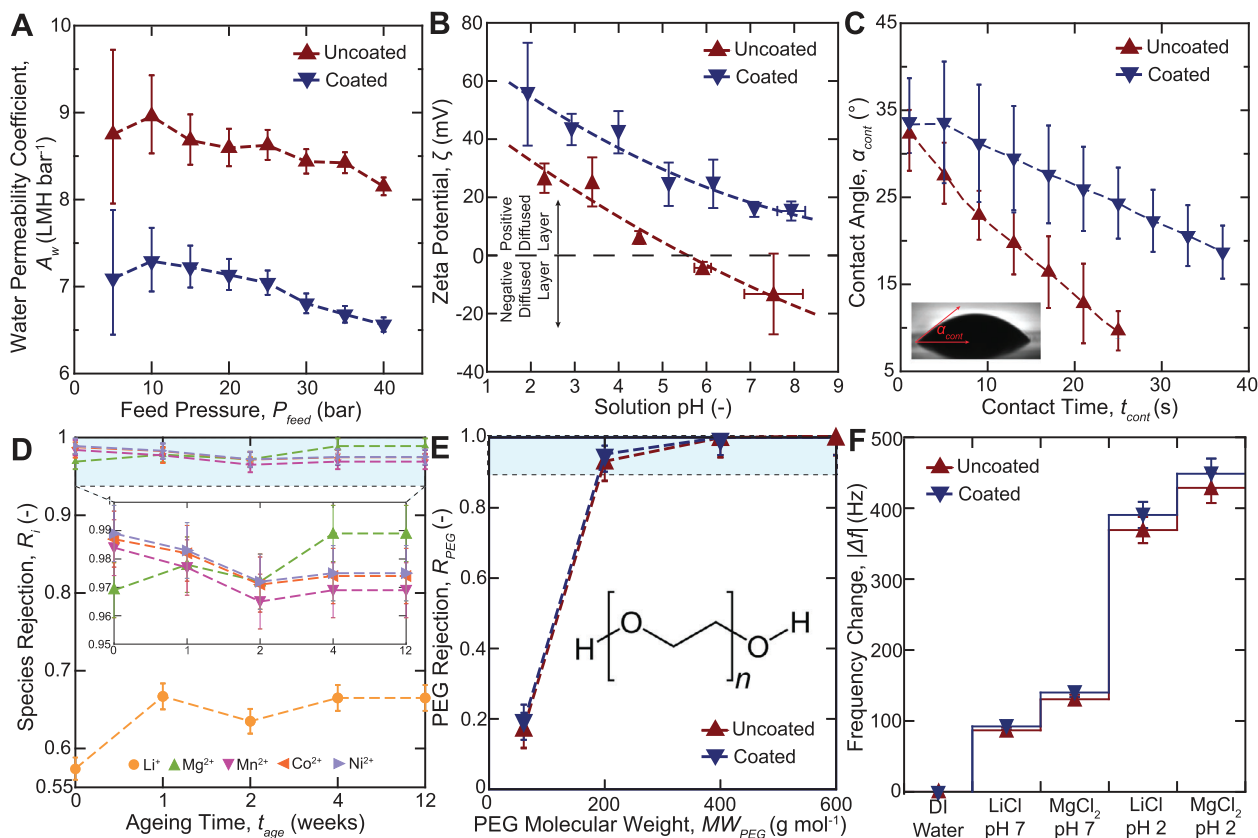 A
Water Permeability Coefficient,
A_w (LMH bar⁻¹)
10
9
8
7
6
0
10
20
30
40
Feed Pressure, P_feed (bar)
Uncoated
Coated
B
Zeta Potential, ζ (mV)
80
60
40
20
0
-20
-40
1
2
3
4
5
6
7
8
9
Solution pH (-)
Uncoated
Coated
Negative Positive
Diffused Diffused
Layer Layer
C
Contact Angle, α_cont (°)
45
35
25
15
5
0
10
20
30
40
Contact Time, t_cont (s)
Uncoated
Coated
α_cont
D
Species Rejection, R_i (-)
1
0.9
0.8
0.7
0.6
0.55
0
1
2
4
12
Ageing Time, t_age (weeks)
1
0.99
0.98
0.97
0.96
0.95
0
1
2
4
12
Li⁺ Mg²⁺ Mn²⁺ Co²⁺ Ni²⁺
E
PEG Rejection, R_PEG (-)
1.0
0.8
0.6
0.4
0.2
0
0
200
400
600
PEG Molecular Weight, MW_PEG (g mol⁻¹)
H
O
O
H
n
Uncoated
Coated
F
Frequency Change, |Δf| (Hz)
500
400
300
200
100
0
Uncoated
Coated
DI
Water
LiCl
pH 7
MgCl₂
pH 7
LiCl
pH 2
MgCl₂
pH 2